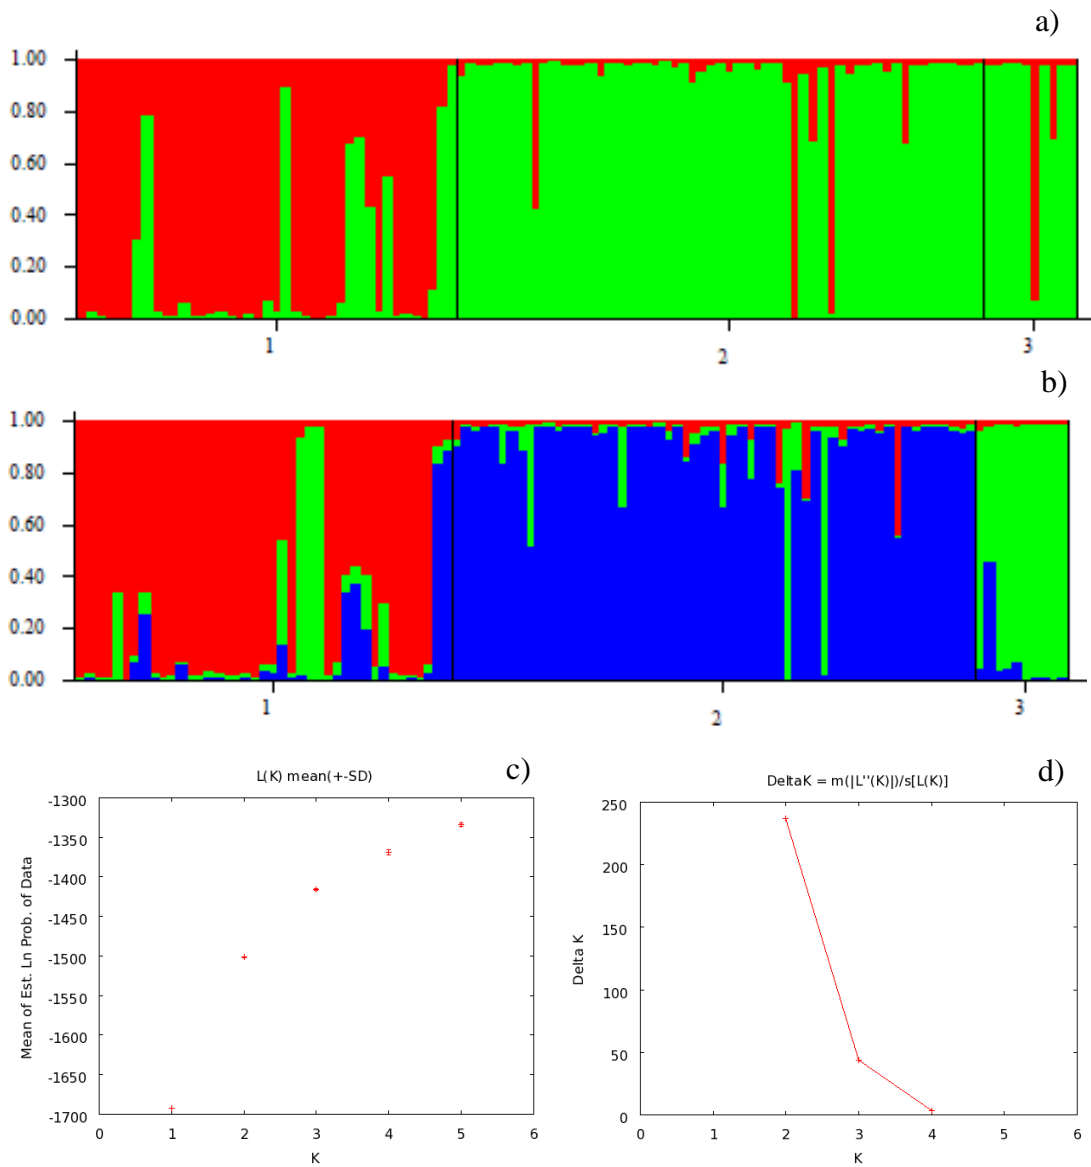 a)
1.00
0.80
0.60
0.40
0.20
0.00
1
2
3
b)
1.00
0.80
0.60
0.40
0.20
0.00
1
2
3
c)
L(K) mean(+-SD)
Mean of Est. Ln Prob. of Data
-1300
-1350
-1400
-1450
-1500
-1550
-1600
-1650
-1700
0 1 2 3 4 5 6
K
d)
DeltaK = m(|L''(K)|)/s[L(K)]
Delta K
250
200
150
100
50
0
0 1 2 3 4 5 6
K